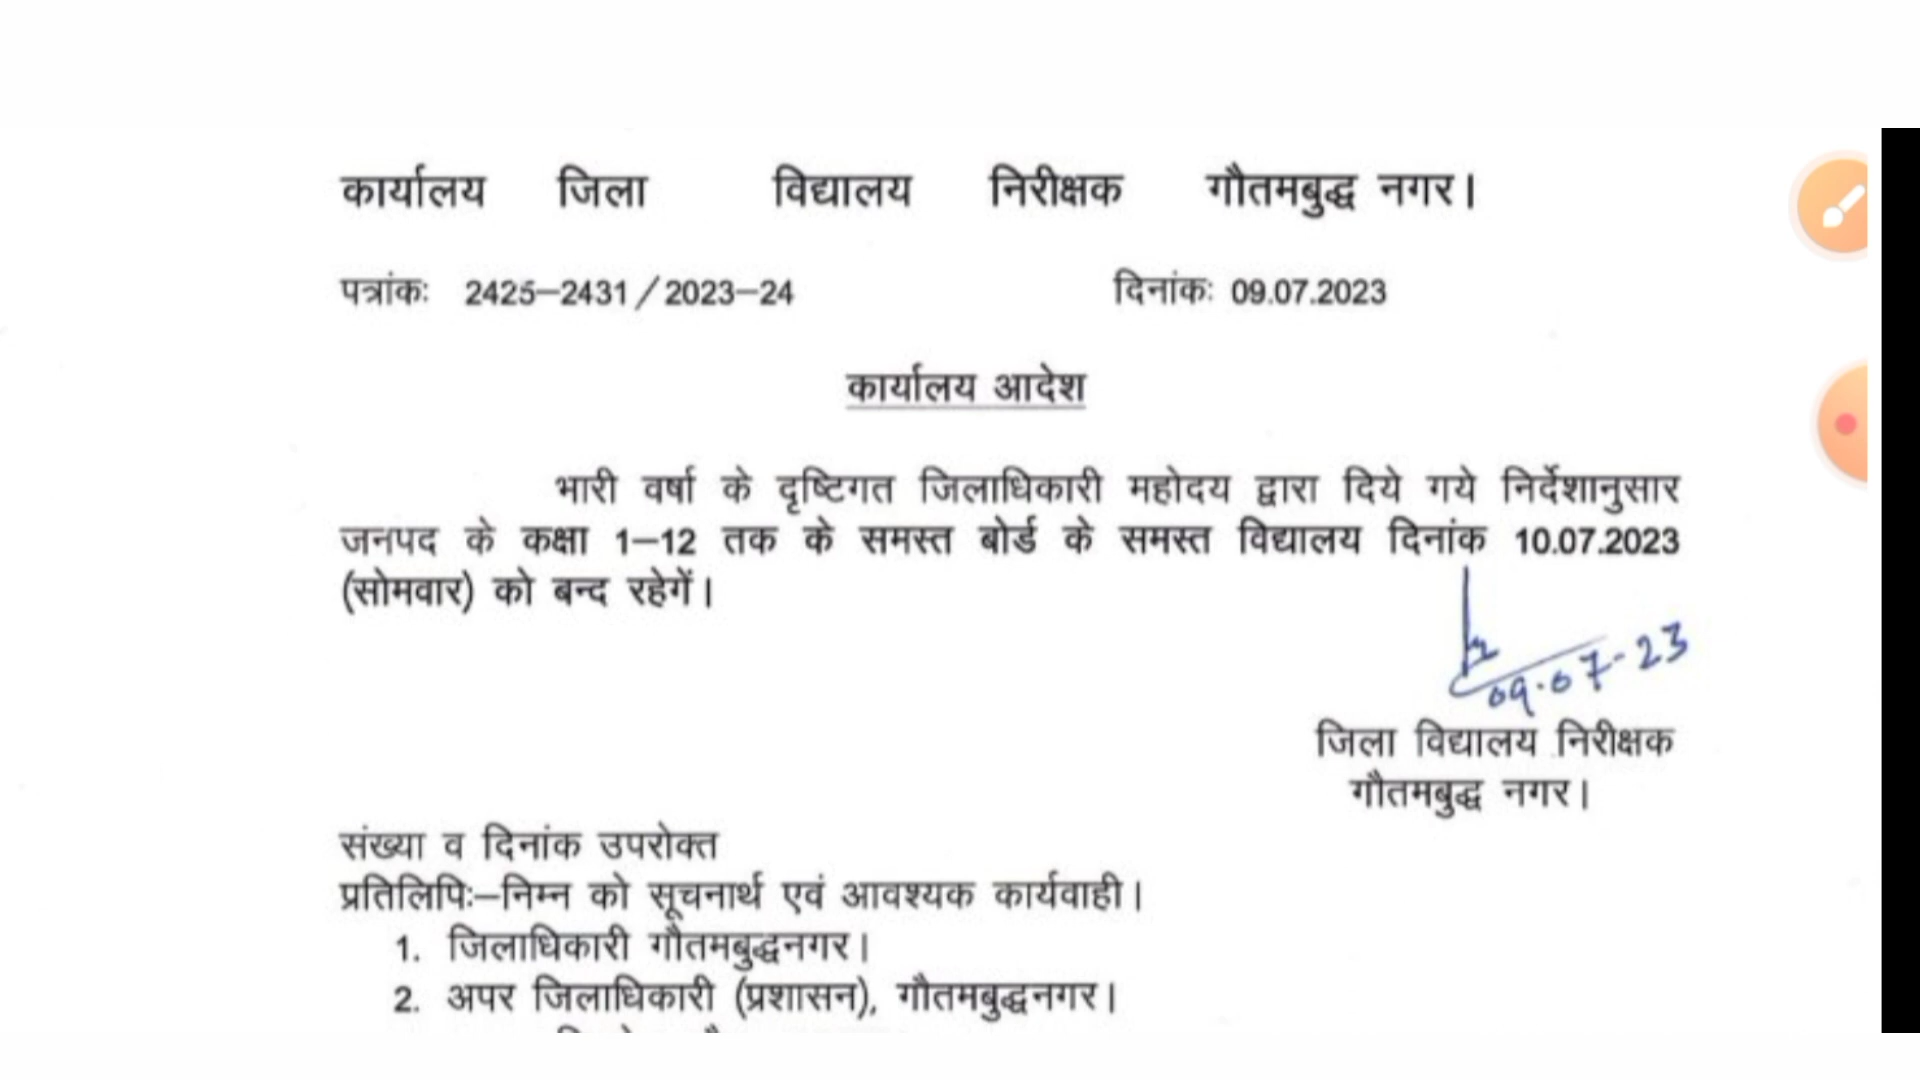 कार्यालय जिला विद्यालय निरीक्षक गौतमबुद्ध नगर।
पत्रांकः 2425–2431/2023–24 दिनांकः 09.07.2023
कार्यालय आदेश
भारी वर्षा के दृष्टिगत जिलाधिकारी महोदय द्वारा दिये गये निर्देशानुसार
जनपद के कक्षा 1–12 तक के समस्त बोर्ड के समस्त विद्यालय दिनांक 10.07.2023
(सोमवार) को बन्द रहेगें।
09.07-23
जिला विद्यालय निरीक्षक
गौतमबुद्ध नगर।
संख्या व दिनांक उपरोक्त
प्रतिलिपिः–निम्न को सूचनार्थ एवं आवश्यक कार्यवाही।
1. जिलाधिकारी गौतमबुद्धनगर।
2. अपर जिलाधिकारी (प्रशासन), गौतमबुद्धनगर।